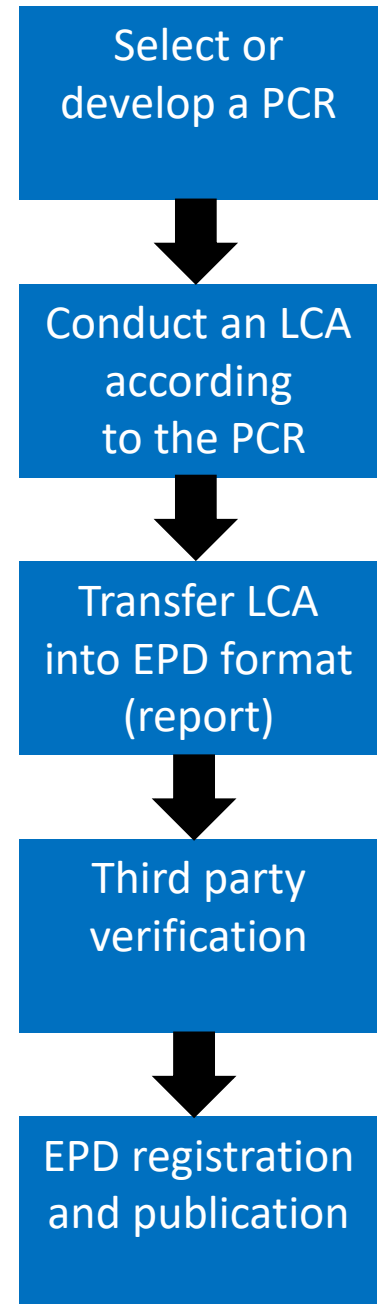 Select or
develop a PCR
Conduct an LCA
according
to the PCR
Transfer LCA
into EPD format
(report)
Third party
verification
EPD registration
and publication